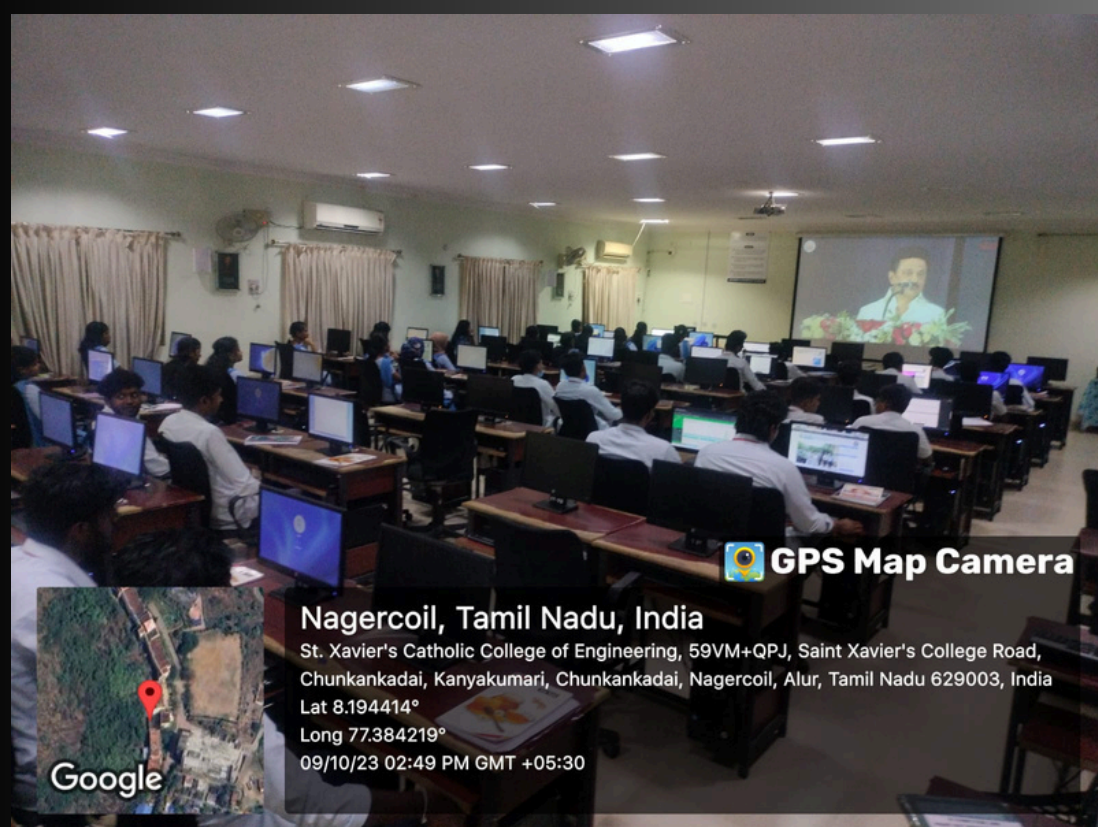 GPS Map Camera
Nagercoil, Tamil Nadu, India
St. Xavier's Catholic College of Engineering, 59VM+QPJ, Saint Xavier's College Road,
Chunkankadai, Kanyakumari, Chunkankadai, Nagercoil, Alur, Tamil Nadu 629003, India
Lat 8.194414°
Long 77.384219°
09/10/23 02:49 PM GMT +05:30
Google